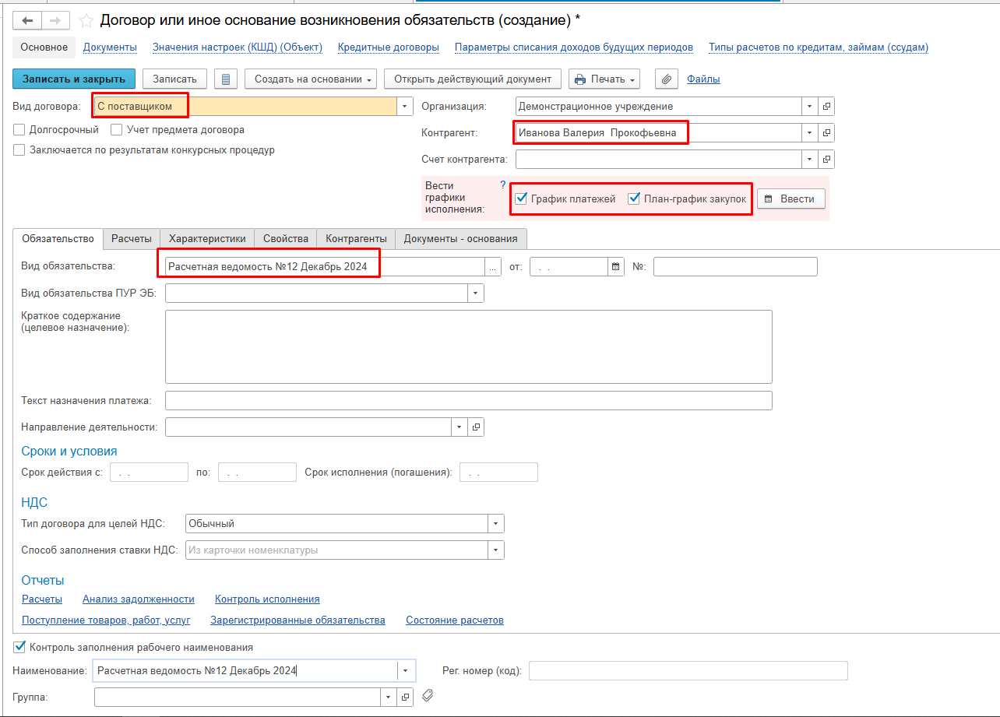 Договор или иное основание возникновения обязательств (создание) *
Основное Документы Значения настроек (КШД) (Объект) Кредитные договоры Параметры списания доходов будущих периодов Типы расчетов по кредитам, займам (ссудам)
Записать и закрыть Записать Создать на основании Открыть действующий документ Печать Файлы
Вид договора: С поставщиком Организация: Демонстрационное учреждение
Долгосрочный Учет предмета договора Контрагент: Иванова Валерия Прокофьевна
Заключается по результатам конкурсных процедур
Счет контрагента:
Вести ?
графики График платежей План-график закупок Ввести
исполнения:
Обязательство Расчеты Характеристики Свойства Контрагенты Документы - основания
Вид обязательства: Расчетная ведомость №12 Декабрь 2024 ... от: . . №:
Вид обязательства ПУР ЭБ:
Краткое содержание
(целевое назначение):
Текст назначения платежа:
Направление деятельности:
Сроки и условия
Срок действия с: . . по: . . Срок исполнения (погашения): . .
НДС
Тип договора для целей НДС: Обычный
Способ заполнения ставки НДС: Из карточки номенклатуры
Отчеты
Расчеты Анализ задолженности Контроль исполнения
Поступление товаров, работ, услуг Зарегистрированные обязательства Состояние расчетов
Контроль заполнения рабочего наименования
Наименование: Расчетная ведомость №12 Декабрь 2024 Рег. номер (код):
Группа: